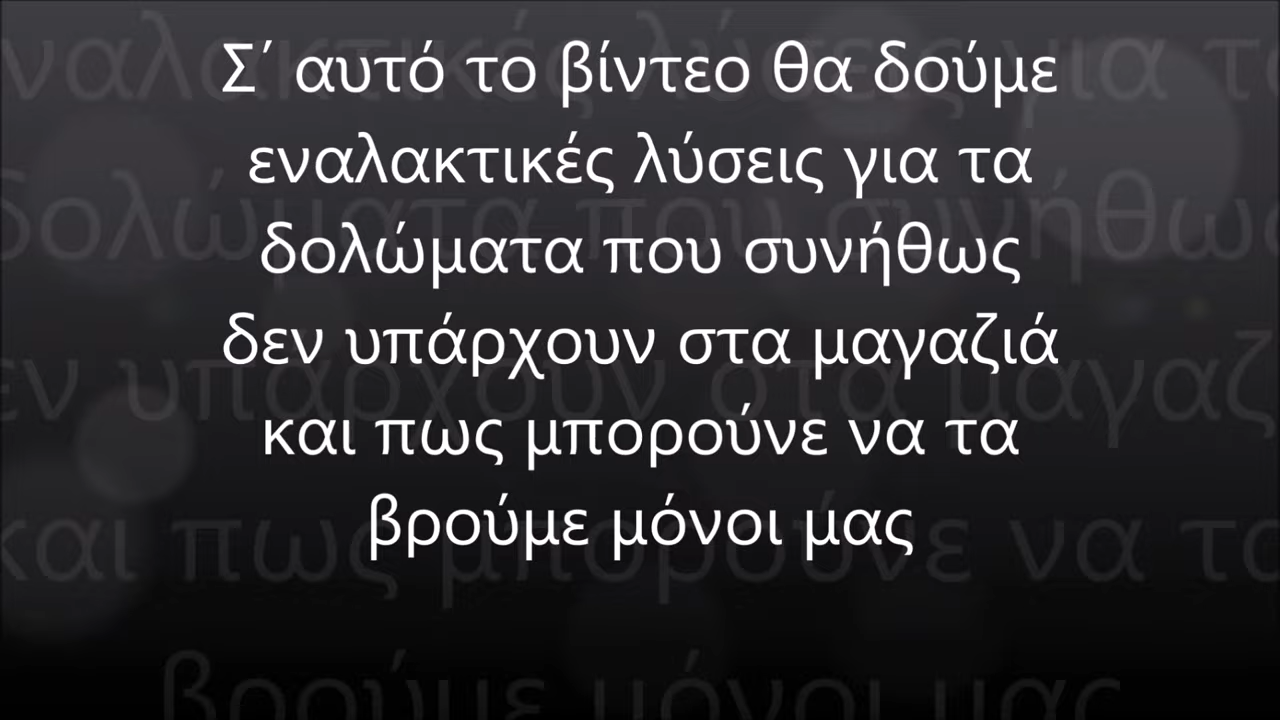 Σ΄ αυτό το βίντεο θα δούμε
εναλακτικές λύσεις για τα
δολώματα που συνήθως
δεν υπάρχουν στα μαγαζιά
και πως μπορούνε να τα
βρούμε μόνοι μας